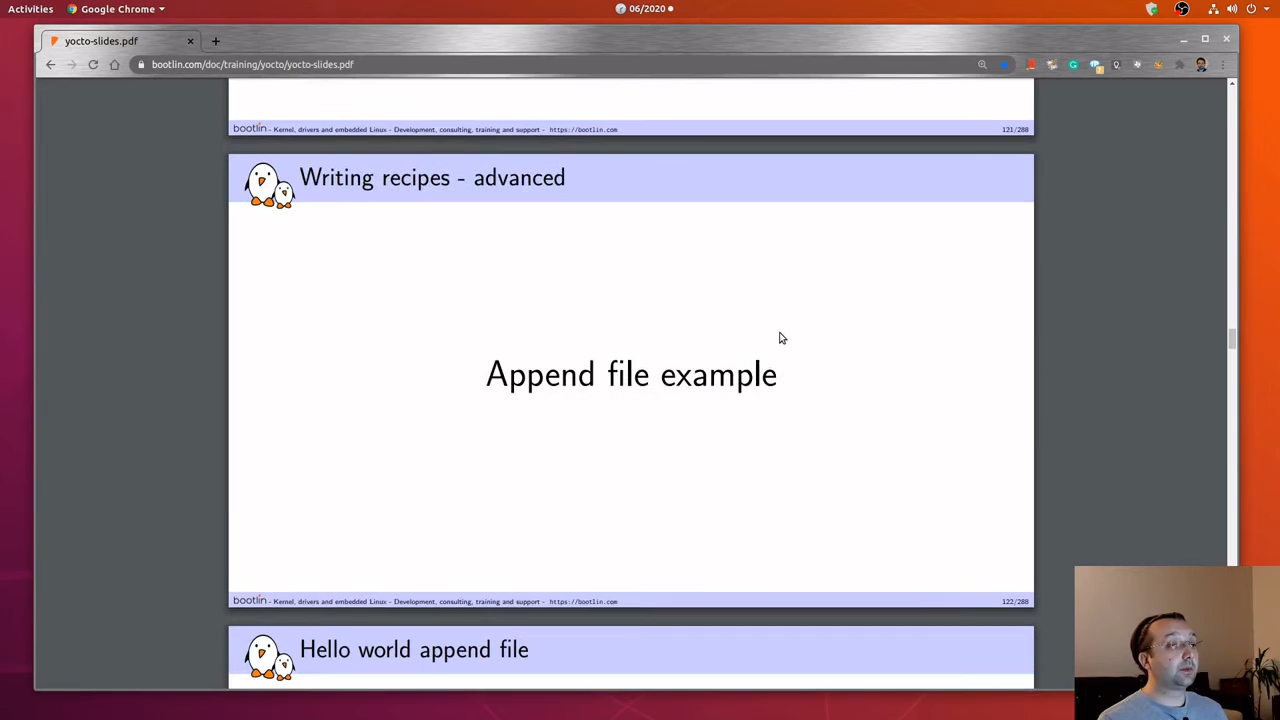 Activities Google Chrome 06/2020
yocto-slides.pdf
bootlin.com/doc/training/yocto/yocto-slides.pdf
bootlin - Kernel, drivers and embedded Linux - Development, consulting, training and support - https://bootlin.com 121/288
Writing recipes - advanced
Append file example
bootlin - Kernel, drivers and embedded Linux - Development, consulting, training and support - https://bootlin.com 122/288
Hello world append file